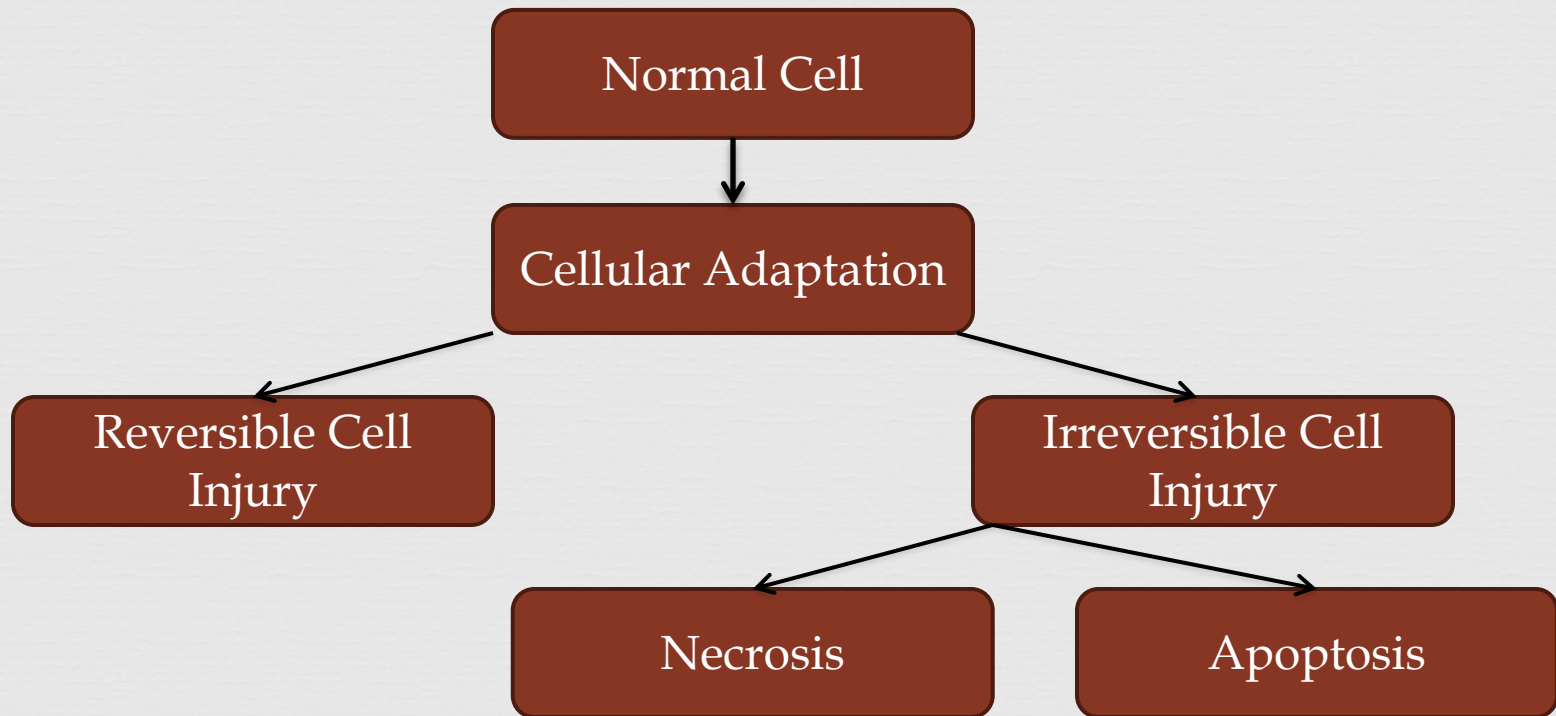 Normal Cell
Cellular Adaptation
Reversible Cell
Injury
Irreversible Cell
Injury
Necrosis
Apoptosis